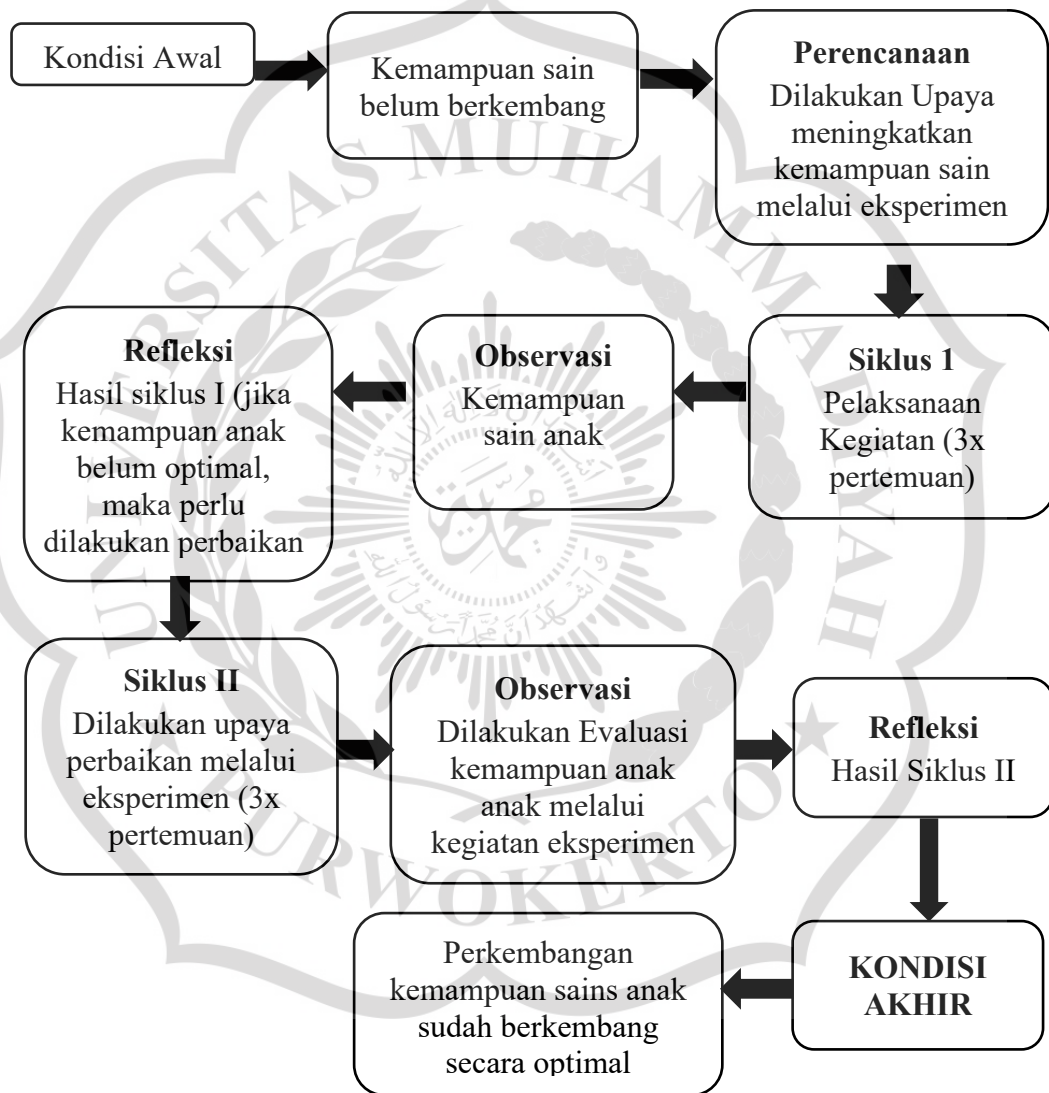 Kondisi Awal
Kemampuan sain
belum berkembang
Perencanaan
Dilakukan Upaya
meningkatkan
kemampuan sain
melalui eksperimen
Siklus 1
Pelaksanaan
Kegiatan (3x
pertemuan)
Observasi
Kemampuan
sain anak
Refleksi
Hasil siklus I (jika
kemampuan anak
belum optimal,
maka perlu
dilakukan perbaikan
Siklus II
Dilakukan upaya
perbaikan melalui
eksperimen (3x
pertemuan)
Observasi
Dilakukan Evaluasi
kemampuan anak
anak melalui
kegiatan eksperimen
Refleksi
Hasil Siklus II
KONDISI
AKHIR
Perkembangan
kemampuan sains anak
sudah berkembang
secara optimal
UNIVERSITAS MUHAMMADIYAH
PURWOKERTO